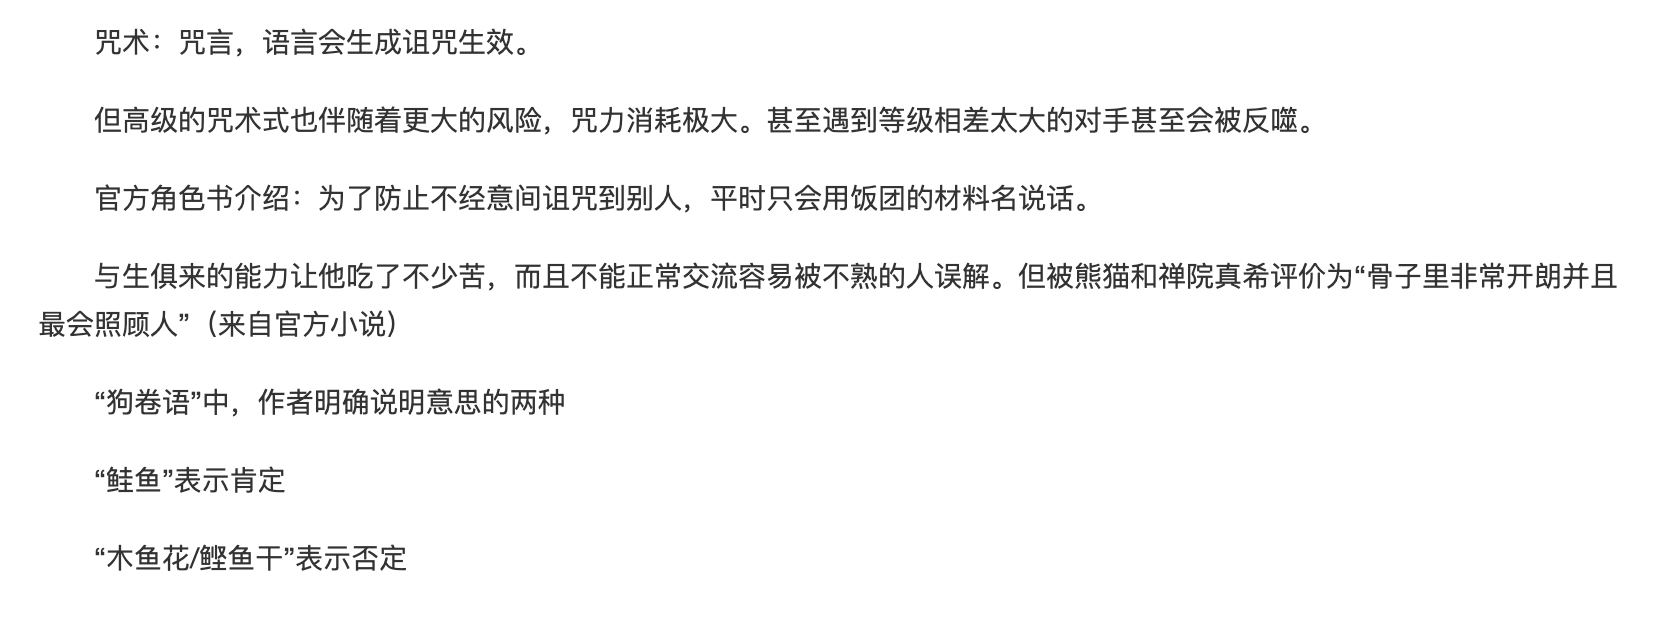 咒术：咒言，语言会生成诅咒生效。
但高级的咒术式也伴随着更大的风险，咒力消耗极大。甚至遇到等级相差太大的对手甚至会被反噬。
官方角色书介绍：为了防止不经意间诅咒到别人，平时只会用饭团的材料名说话。
与生俱来的能力让他吃了不少苦，而且不能正常交流容易被不熟的人误解。但被熊猫和禅院真希评价为“骨子里非常开朗并且
最会照顾人”（来自官方小说）
“狗卷语”中，作者明确说明意思的两种
“鲑鱼”表示肯定
“木鱼花/鲣鱼干”表示否定